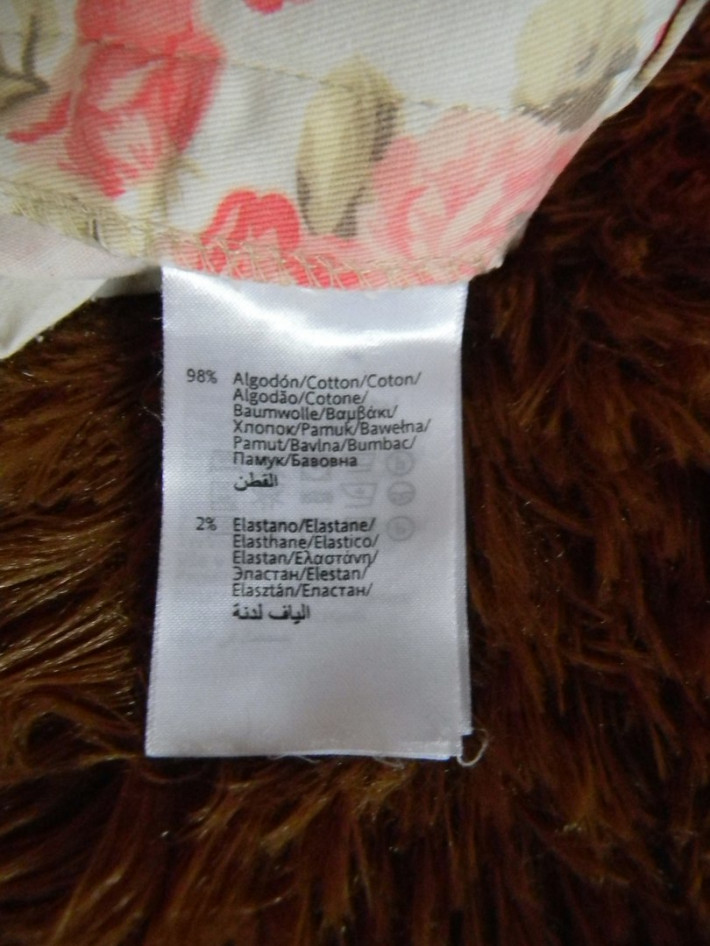 98% Algodón/Cotton/Coton/
Algodão/Cotone/
Baumwolle/Βαμβάκι/
Хлопок/Pamuk/Bawełna/
Pamut/Bavlna/Bumbac/
Памук/Бавовна
القطن
2% Elastano/Elastane/
Elasthane/Elastico/
Elastan/Ελαστάνη/
Эластан/Elestan/
Elasztán/Еластан/
الياف لدنة